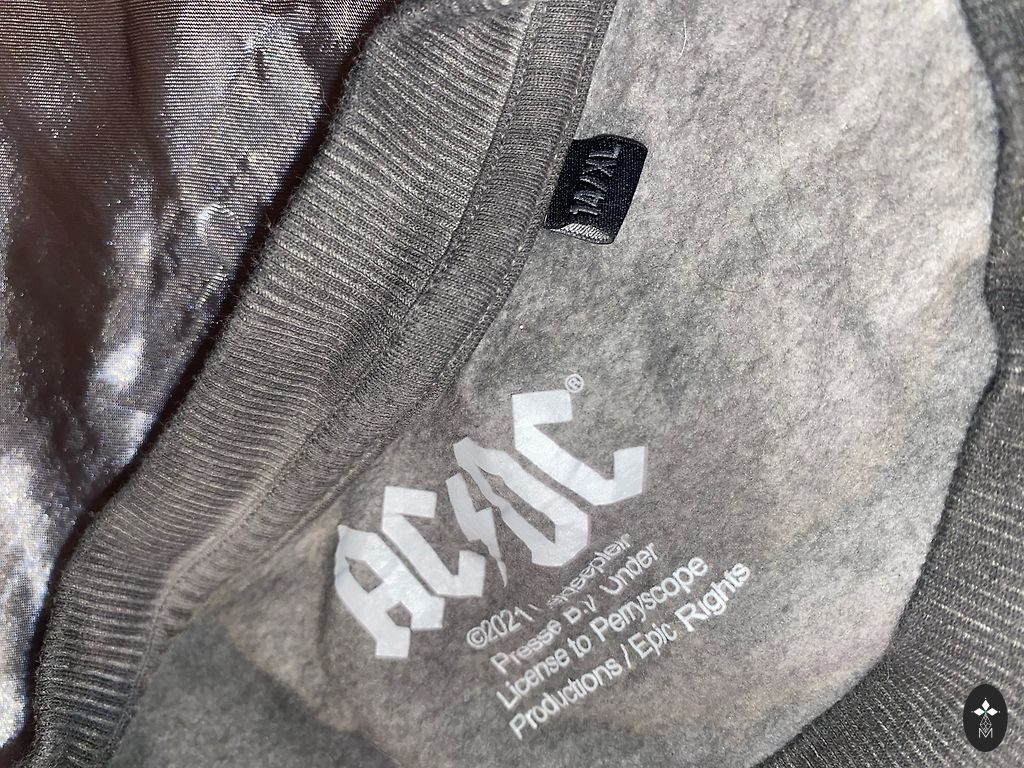 14/XL
AC⚡DC®
©2021
Presse B.V Under
License to Perryscope
Productions / Epic Rights
M